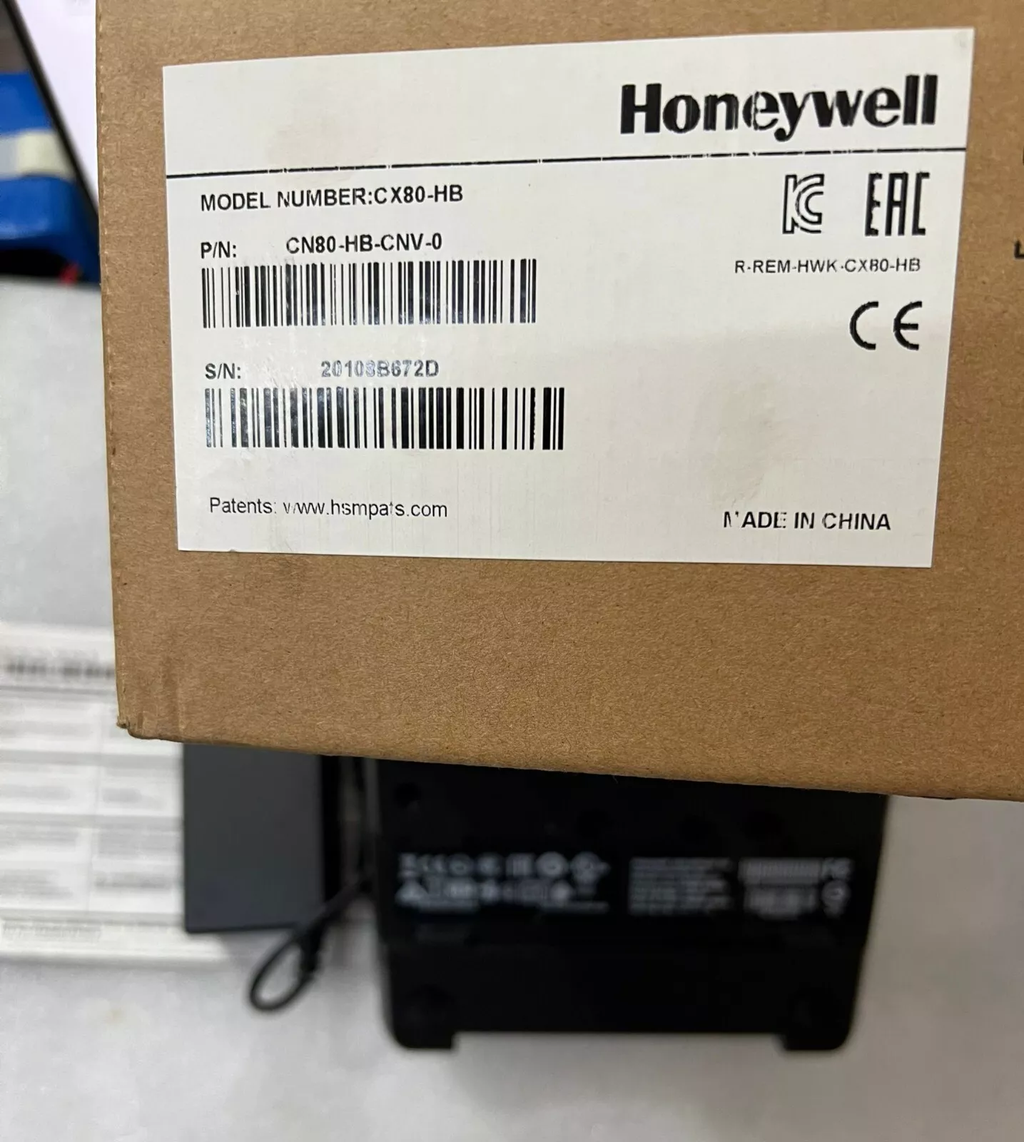 Honeywell
MODEL NUMBER:CX80-HB
P/N: CN80-HB-CNV-0
EAC
R-REM-HWK-CX80-HB
CE
S/N: 20108B672D
Patents: www.hsmpats.com
MADE IN CHINA